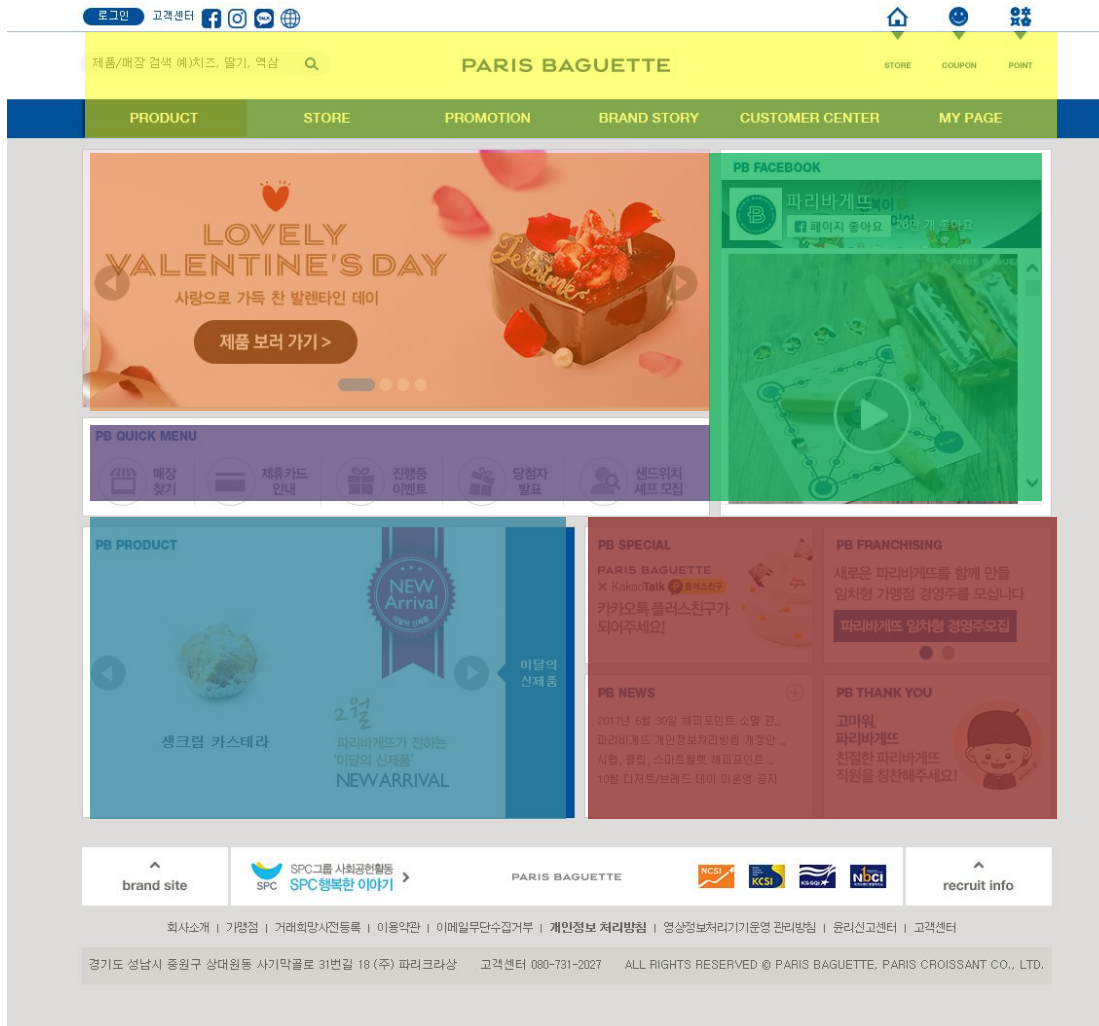 로그인 고객센터
제품/매장 검색 예)치즈, 딸기, 역삼
PARIS BAGUETTE
STORE COUPON POINT
PRODUCT STORE PROMOTION BRAND STORY CUSTOMER CENTER MY PAGE
LOVELY
VALENTINE'S DAY
사랑으로 가득 찬 발렌타인 데이
제품 보러 가기 >
Je t'aime
PB FACEBOOK
파리바게뜨
페이지 좋아요
PB QUICK MENU
매장
찾기
제휴카드
안내
진행중
이벤트
당첨자
발표
샌드위치
셰프 모집
PB PRODUCT
NEW
Arrival
이달의 신제품
생크림 카스테라
2월
파리바게뜨가 전하는
'이달의 신제품'
NEW ARRIVAL
이달의
신제품
PB SPECIAL
PARIS BAGUETTE
X KakaoTalk 플러스친구
카카오톡 플러스친구가
되어주세요!
PB FRANCHISING
새로운 파리바게뜨를 함께 만들
임차형 가맹점 경영주를 모십니다
파리바게뜨 임차형 경영주모집
PB NEWS
2017년 6월 30일 해피포인트 소멸 관..
파리바게뜨 개인정보처리방침 개정안 ..
시럽, 클립, 스마트월렛 해피포인트 ..
10월 디저트/브레드 데이 미운영 공지
PB THANK YOU
고마워,
파리바게뜨
친절한 파리바게뜨
직원을 칭찬해주세요!
brand site
SPC
SPC그룹 사회공헌활동
SPC행복한 이야기
PARIS BAGUETTE
NCSI
KCSI
KS-SQI
NBCI
recruit info
회사소개 | 가맹점 | 거래희망사전등록 | 이용약관 | 이메일무단수집거부 | 개인정보 처리방침 | 영상정보처리기기운영 관리방침 | 윤리신고센터 | 고객센터
경기도 성남시 중원구 상대원동 사기막골로 31번길 18 (주) 파리크라상 고객센터 080-731-2027 ALL RIGHTS RESERVED @ PARIS BAGUETTE, PARIS CROISSANT CO., LTD.